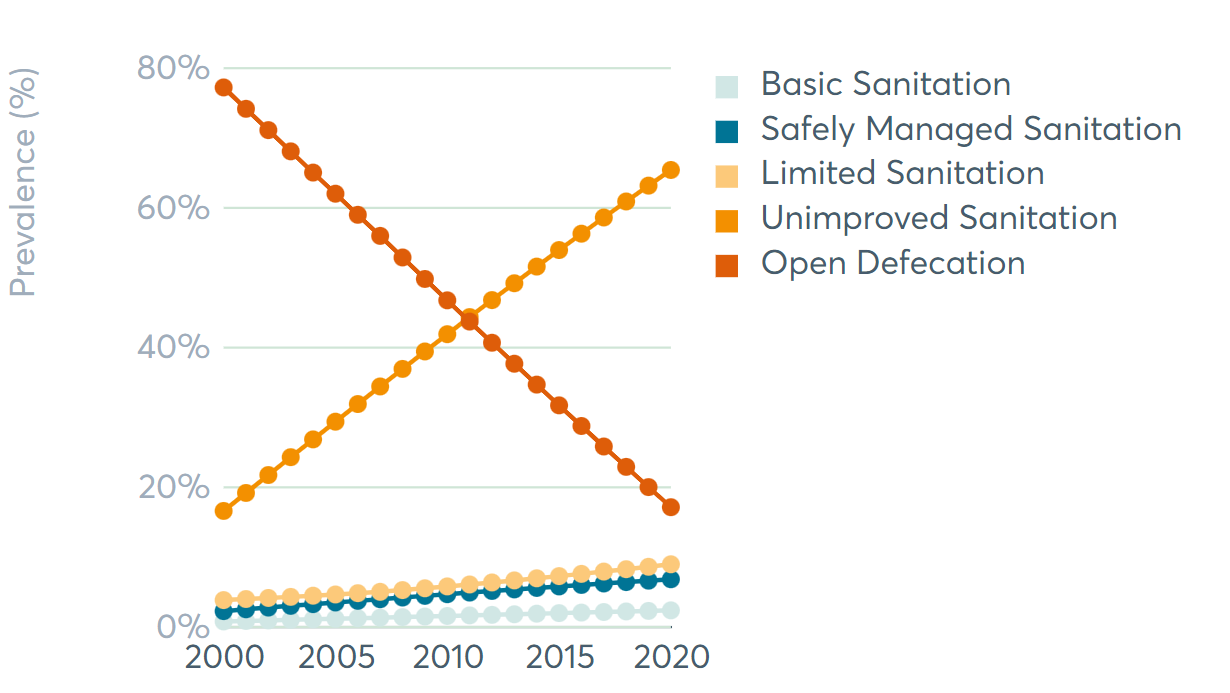 Prevalence (%)
80%
60%
40%
20%
0%
2000 2005 2010 2015 2020
Basic Sanitation
Safely Managed Sanitation
Limited Sanitation
Unimproved Sanitation
Open Defecation